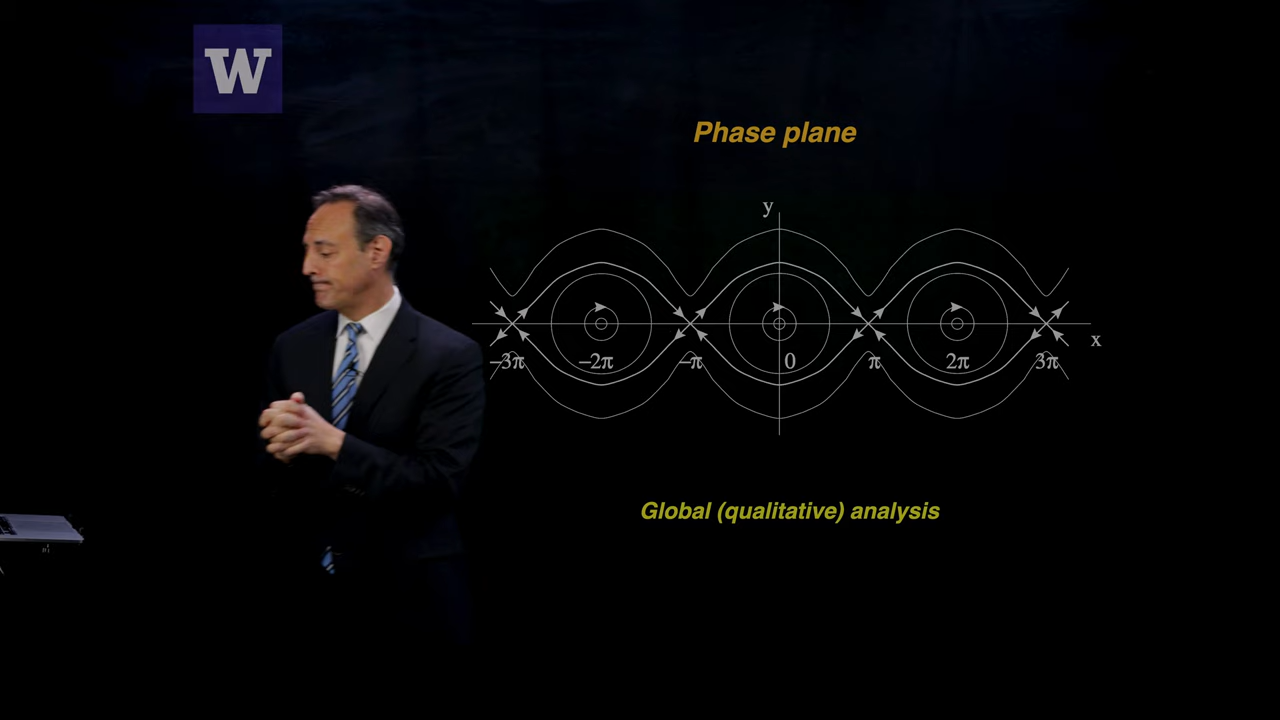 W
Phase plane
y
x
–3π –2π –π 0 π 2π 3π
Global (qualitative) analysis